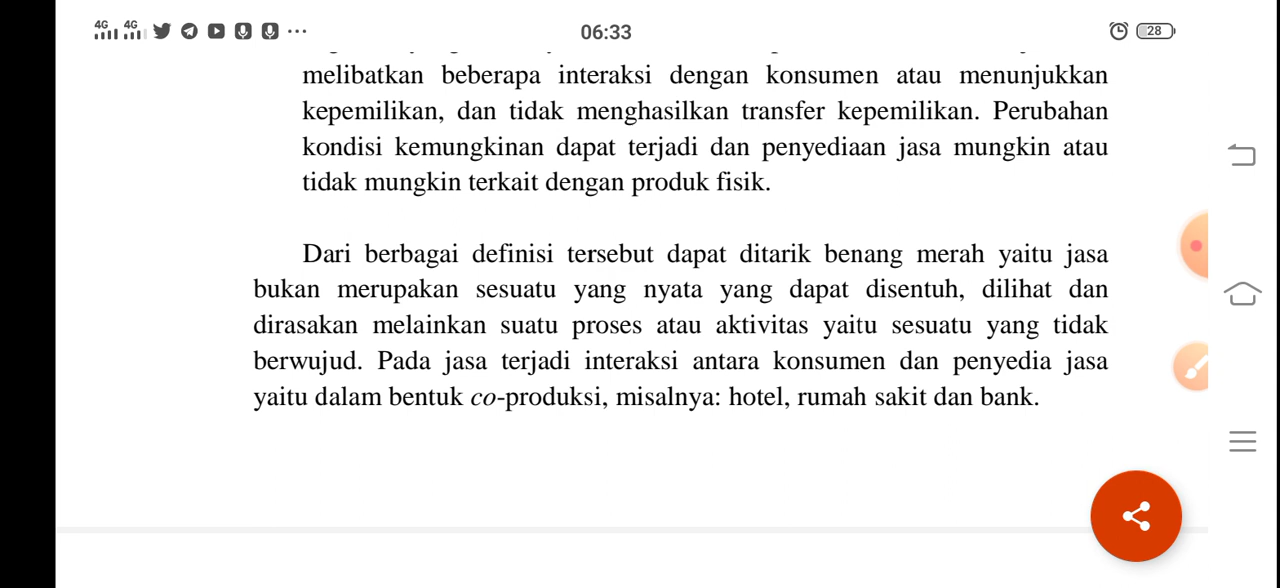 4G 4G 06:33 28
melibatkan beberapa interaksi dengan konsumen atau menunjukkan
kepemilikan, dan tidak menghasilkan transfer kepemilikan. Perubahan
kondisi kemungkinan dapat terjadi dan penyediaan jasa mungkin atau
tidak mungkin terkait dengan produk fisik.
Dari berbagai definisi tersebut dapat ditarik benang merah yaitu jasa
bukan merupakan sesuatu yang nyata yang dapat disentuh, dilihat dan
dirasakan melainkan suatu proses atau aktivitas yaitu sesuatu yang tidak
berwujud. Pada jasa terjadi interaksi antara konsumen dan penyedia jasa
yaitu dalam bentuk co-produksi, misalnya: hotel, rumah sakit dan bank.